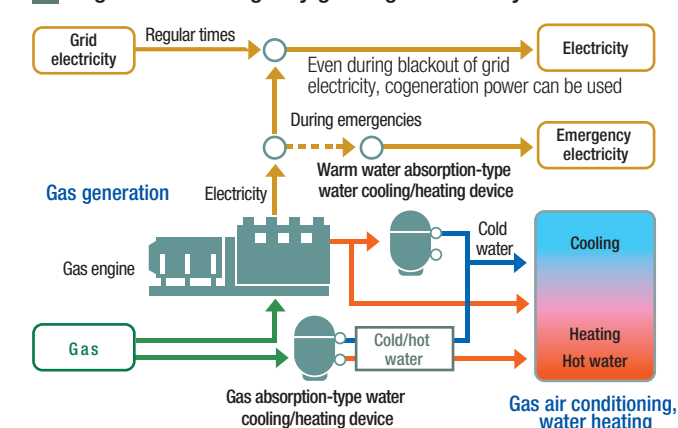 Grid
electricity
Regular times
Electricity
Even during blackout of grid
electricity, cogeneration power can be used
During emergencies
Emergency
electricity
Warm water absorption-type
water cooling/heating device
Gas generation
Electricity
Cold
water
Cooling
Gas engine
Gas
Cold/hot
water
Heating
Hot water
Gas absorption-type water
cooling/heating device
Gas air conditioning,
water heating